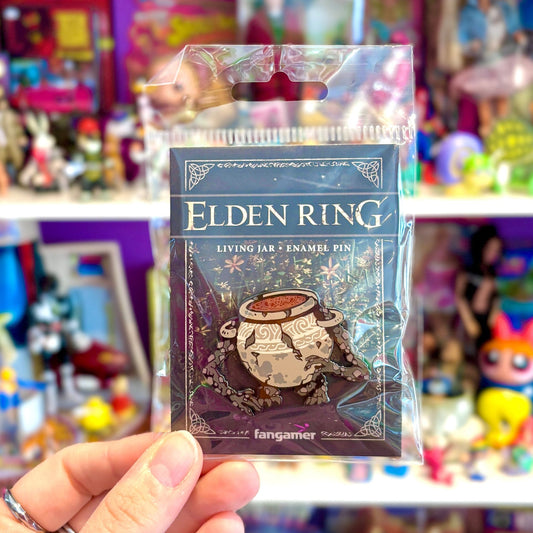 ELDEN RING
LIVING JAR • ENAMEL PIN
fangamer